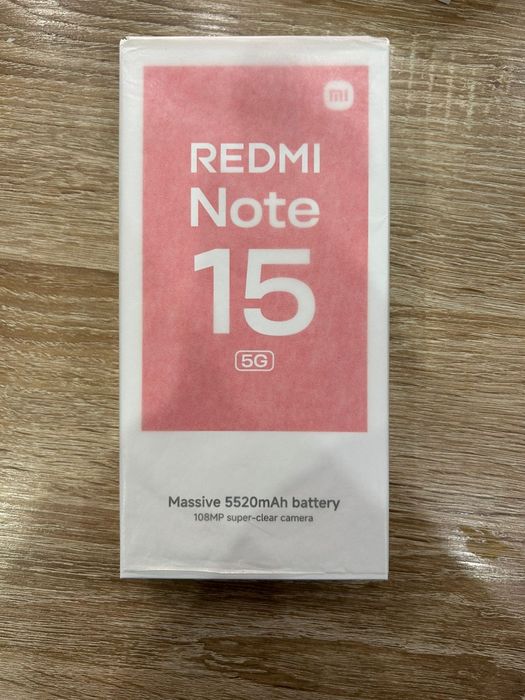 mi
REDMI
Note
15
5G
Massive 5520mAh battery
108MP super-clear camera